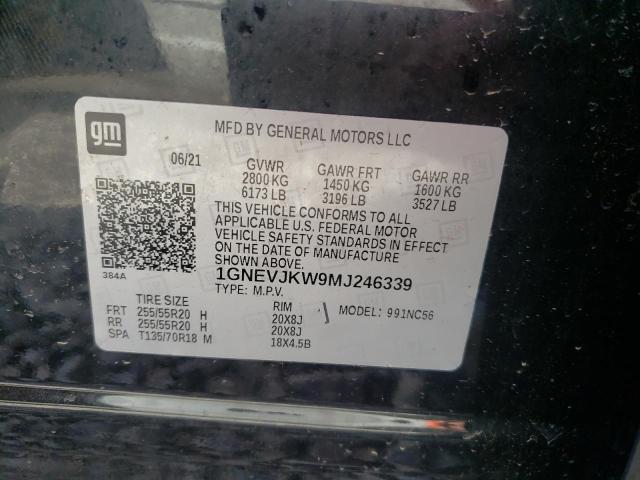 gm
MFD BY GENERAL MOTORS LLC
06/21
GVWR GAWR FRT GAWR RR
2800 KG 1450 KG 1600 KG
6173 LB 3196 LB 3527 LB
THIS VEHICLE CONFORMS TO ALL
APPLICABLE U.S. FEDERAL MOTOR
VEHICLE SAFETY STANDARDS IN EFFECT
ON THE DATE OF MANUFACTURE
SHOWN ABOVE.
384A
1GNEVJKW9MJ246339
TYPE: M.P.V.
TIRE SIZE RIM
FRT 255/55R20 H 20X8J MODEL: 991NC56
RR 255/55R20 H 20X8J
SPA T135/70R18 M 18X4.5B